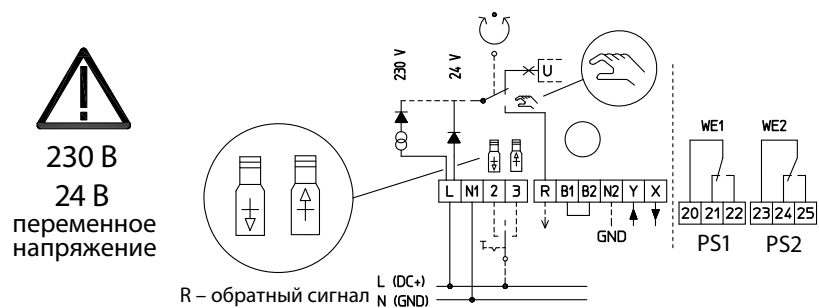 230 V
24 V
U
230 В
24 В
переменное
напряжение
WE1
WE2
L N1 2 3 R B1 B2 N2 Y X
20 21 22
23 24 25
GND
PS1
PS2
L (DC+)
R – обратный сигнал
N (GND)